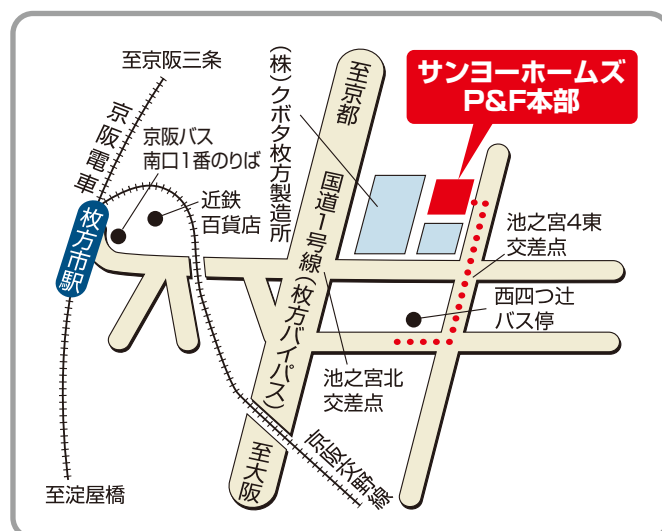 至京阪三条
京阪電車
京阪バス
南口1番のりば
近鉄
百貨店
枚方市駅
至淀屋橋
(株)クボタ枚方製造所
至京都
国道1号線(枚方バイパス)
至大阪
サンヨーホームズ
P&F本部
池之宮4東
交差点
西四つ辻
バス停
池之宮北
交差点
京阪交野線